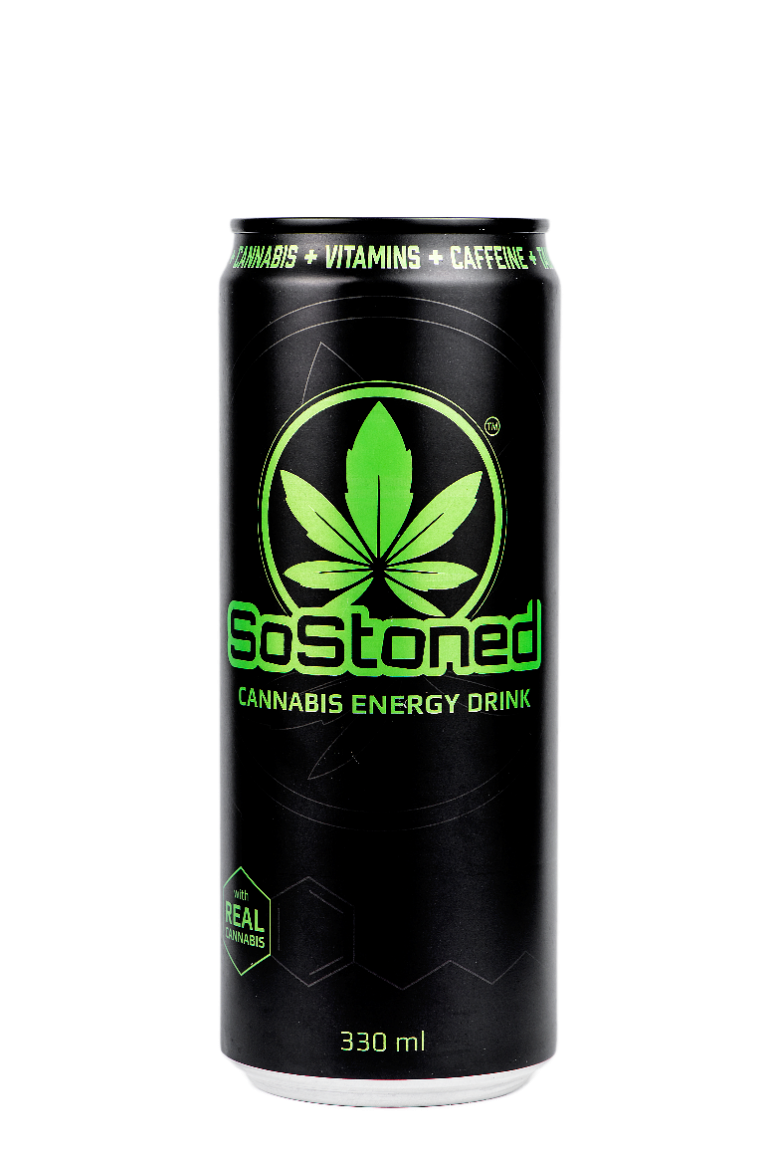 CANNABIS + VITAMINS + CAFFEINE +
TM
SoStoned
CANNABIS ENERGY DRINK
with
REAL
CANNABIS
330 ml